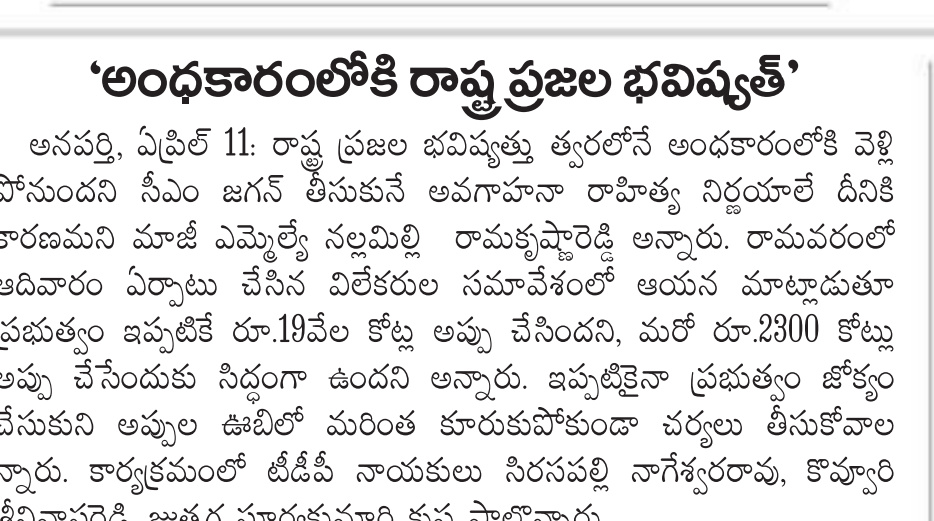 ‘అంధకారంలోకి రాష్ట్ర ప్రజల భవిష్యత్’
అనపర్తి, ఏప్రిల్ 11: రాష్ట్ర ప్రజల భవిష్యత్తు త్వరలోనే అంధకారంలోకి వెళ్లి
పోనుందని సీఎం జగన్ తీసుకునే అవగాహనా రాహిత్య నిర్ణయాలే దీనికి
కారణమని మాజీ ఎమ్మెల్యే నల్లమిల్లి రామకృష్ణారెడ్డి అన్నారు. రామవరంలో
ఆదివారం ఏర్పాటు చేసిన విలేకరుల సమావేశంలో ఆయన మాట్లాడుతూ
ప్రభుత్వం ఇప్పటికే రూ.19వేల కోట్ల అప్పు చేసిందని, మరో రూ.2300 కోట్లు
అప్పు చేసేందుకు సిద్ధంగా ఉందని అన్నారు. ఇప్పటికైనా ప్రభుత్వం జోక్యం
చేసుకుని అప్పుల ఊబిలో మరింత కూరుకుపోకుండా చర్యలు తీసుకోవాల
న్నారు. కార్యక్రమంలో టీడీపీ నాయకులు సిరసపల్లి నాగేశ్వరరావు, కొవ్వూరి